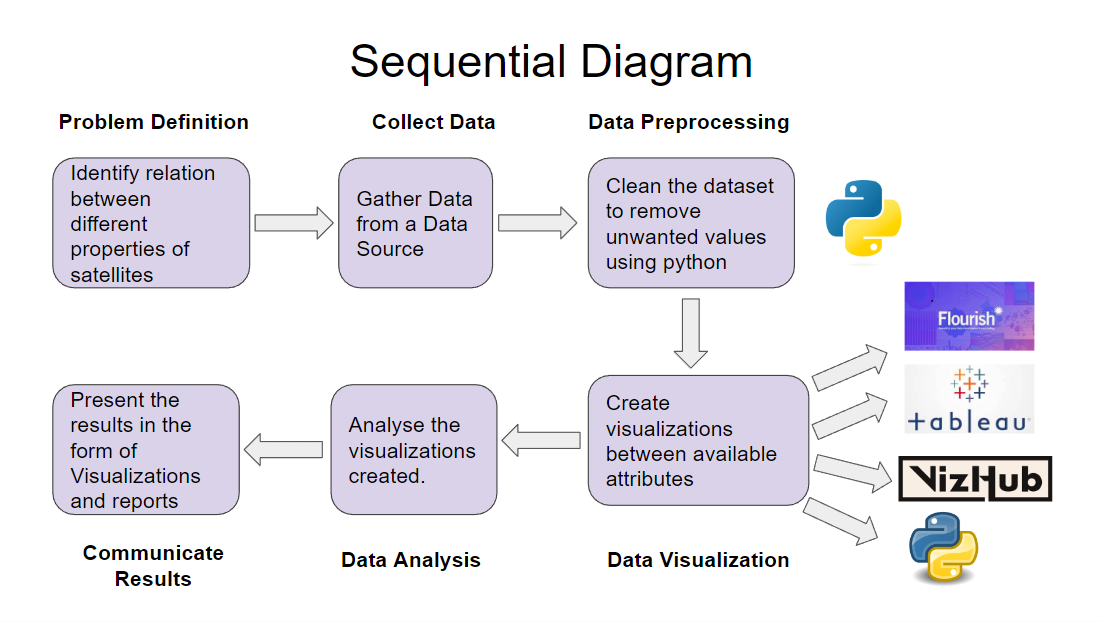 Sequential Diagram
Problem Definition
Collect Data
Data Preprocessing
Identify relation
between
different
properties of
satellites
Gather Data
from a Data
Source
Clean the dataset
to remove
unwanted values
using python
Flourish
Present the
results in the
form of
Visualizations
and reports
Analyse the
visualizations
created.
Create
visualizations
between available
attributes
+ableau
VizHub
Communicate
Results
Data Analysis
Data Visualization